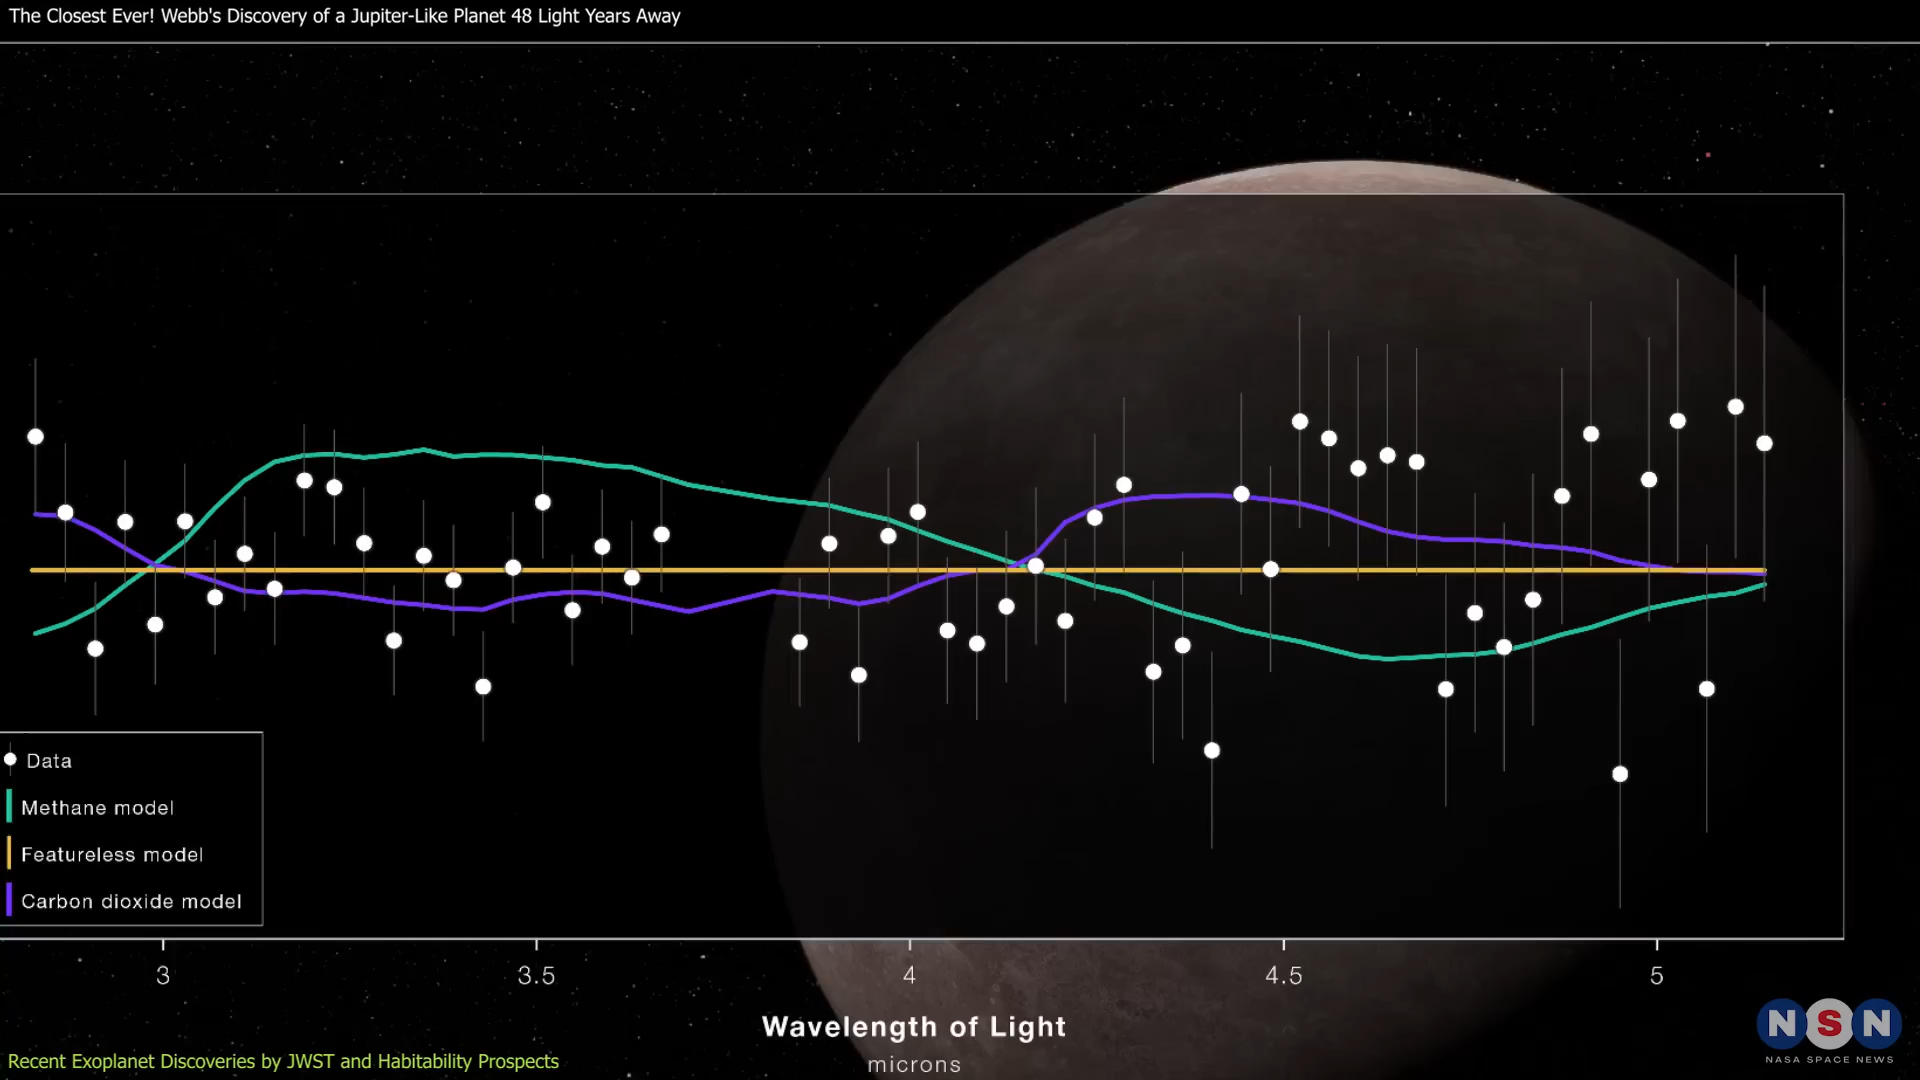 The Closest Ever! Webb's Discovery of a Jupiter-Like Planet 48 Light Years Away
Data
Methane model
Featureless model
Carbon dioxide model
3 3.5 4 4.5 5
Wavelength of Light
microns
NSN
NASA SPACE NEWS
Recent Exoplanet Discoveries by JWST and Habitability Prospects